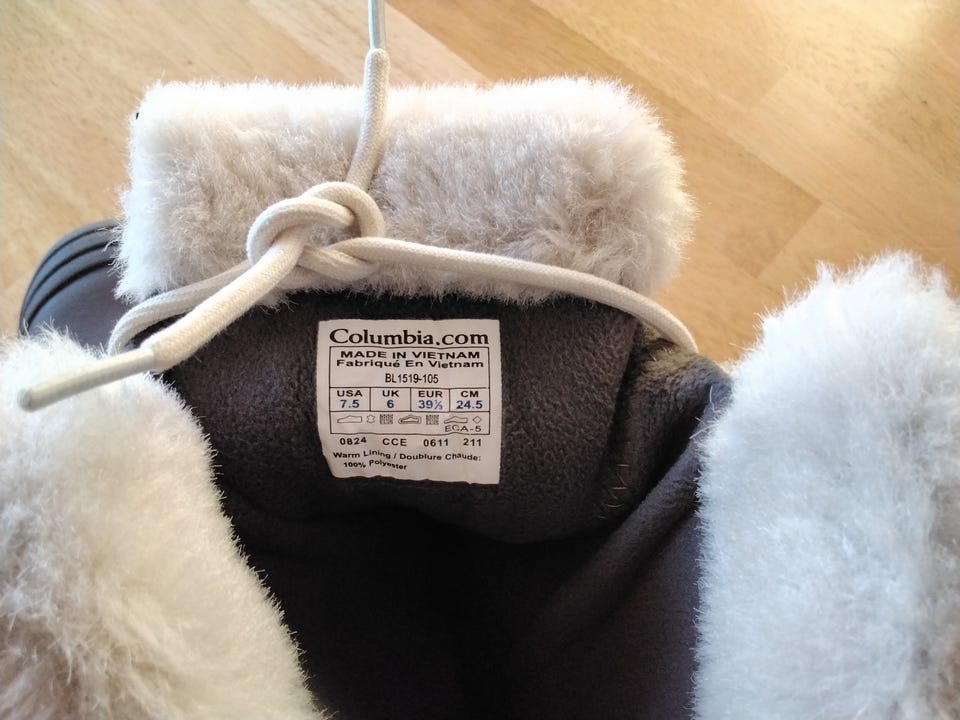 Columbia.com
MADE IN VIETNAM
Fabriqué En Vietnam
BL1519-105
USA UK EUR CM
7.5 6 39½ 24.5
ECA-5
0824 CCE 0611 211
Warm Lining / Doublure Chaude:
100% Polyester